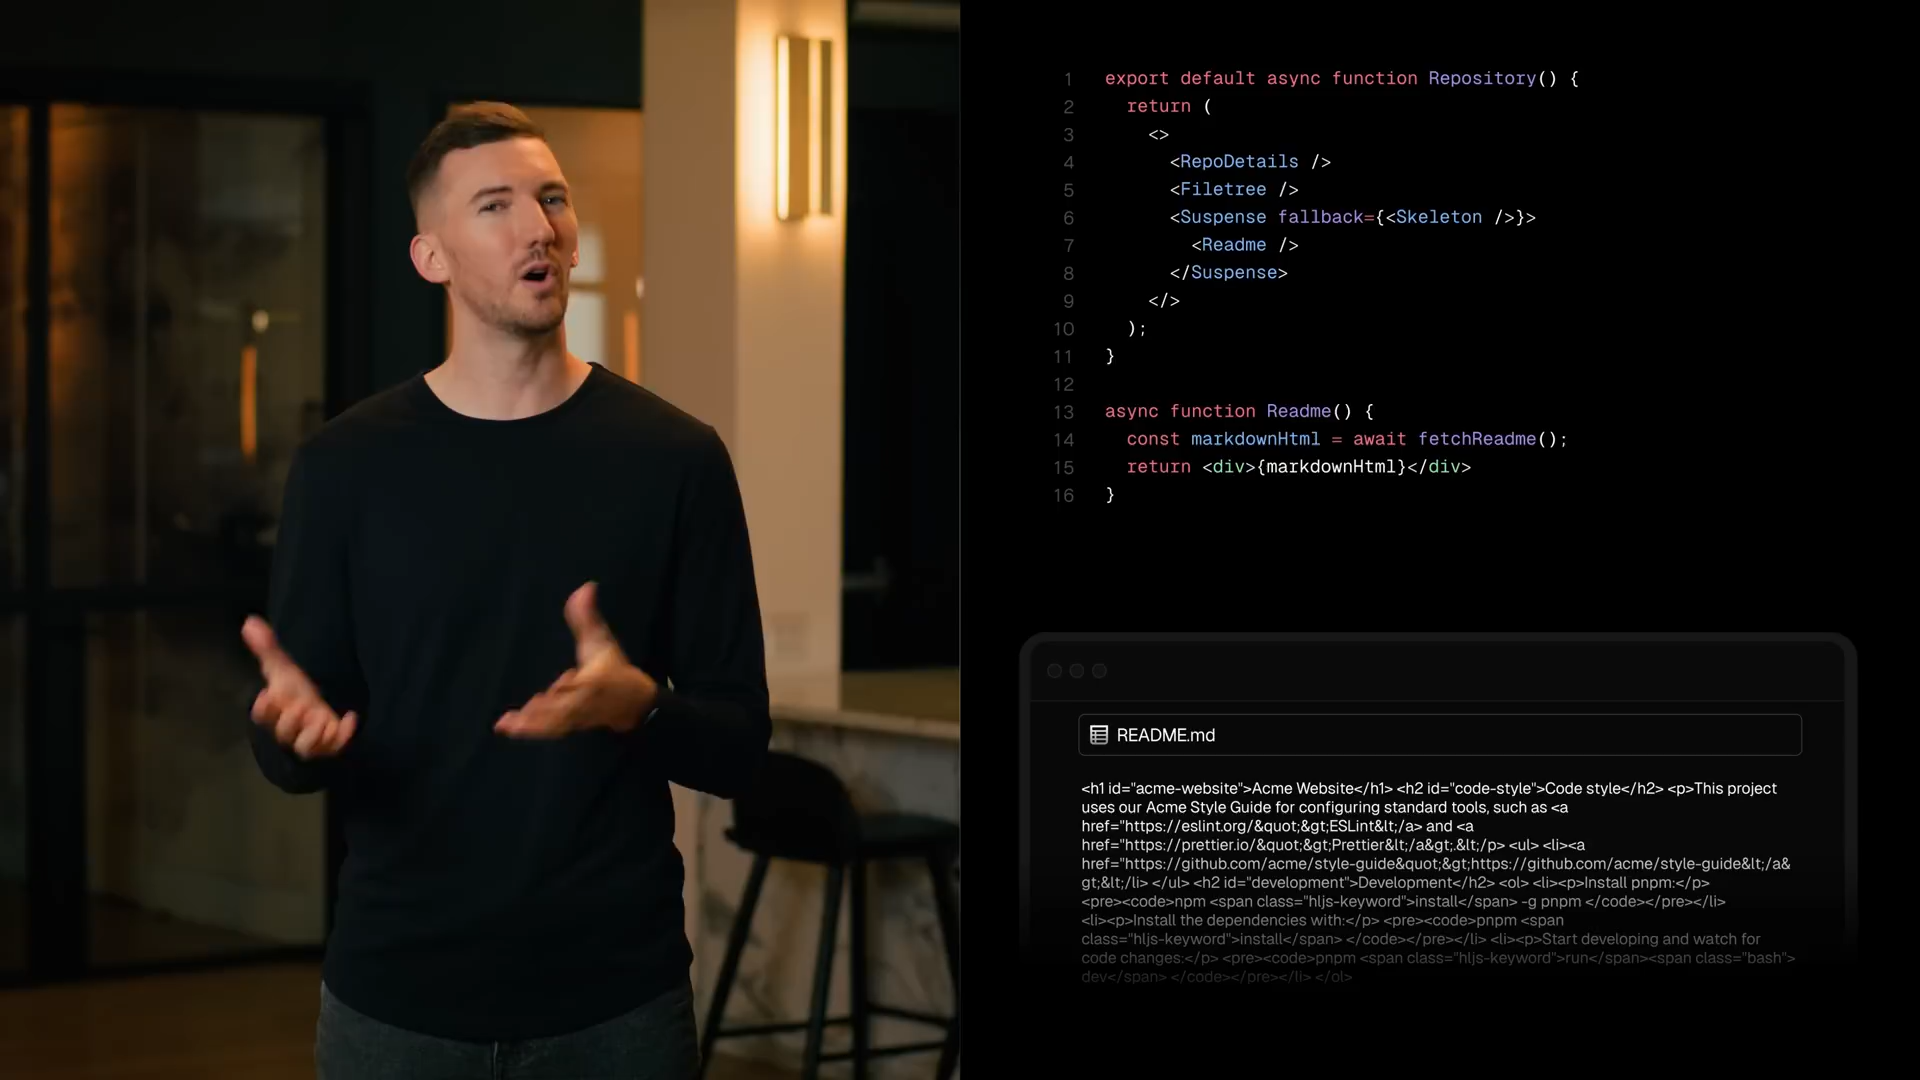 1 export default async function Repository() {
2 return (
3 <>
4 <RepoDetails />
5 <Filetree />
6 <Suspense fallback={<Skeleton />}>
7 <Readme />
8 </Suspense>
9 </>
10 );
11 }
12
13 async function Readme() {
14 const markdownHtml = await fetchReadme();
15 return <div>{markdownHtml}</div>
16 }
README.md
<h1 id="acme-website">Acme Website</h1> <h2 id="code-style">Code style</h2> <p>This project
uses our Acme Style Guide for configuring standard tools, such as <a
href="https://eslint.org/&quot;&gt;ESLint&lt;/a> and <a
href="https://prettier.io/&quot;&gt;Prettier&lt;/a&gt;.&lt;/p> <ul> <li><a
href="https://github.com/acme/style-guide&quot;&gt;https://github.com/acme/style-guide&lt;/a&
gt;&lt;/li> </ul> <h2 id="development">Development</h2> <ol> <li><p>Install pnpm:</p>
<pre><code>npm <span class="hljs-keyword">install</span> -g pnpm </code></pre></li>
<li><p>Install the dependencies with:</p> <pre><code>pnpm <span
class="hljs-keyword">install</span> </code></pre></li> <li><p>Start developing and watch for
code changes:</p> <pre><code>pnpm <span class="hljs-keyword">run</span><span class="bash">
dev</span> </code></pre></li> </ol>